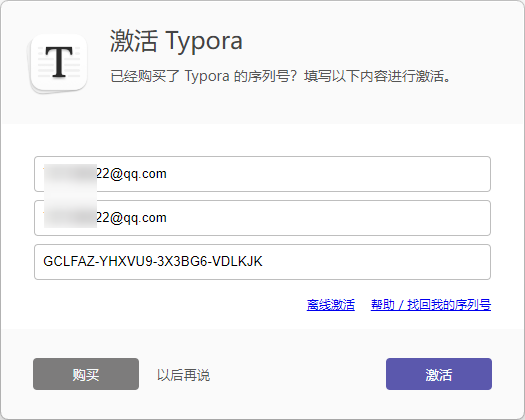 激活 Typora
已经购买了 Typora 的序列号？填写以下内容进行激活。
22@qq.com
22@qq.com
GCLFAZ-YHXVU9-3X3BG6-VDLKJK
离线激活 帮助 / 找回我的序列号
购买 以后再说 激活